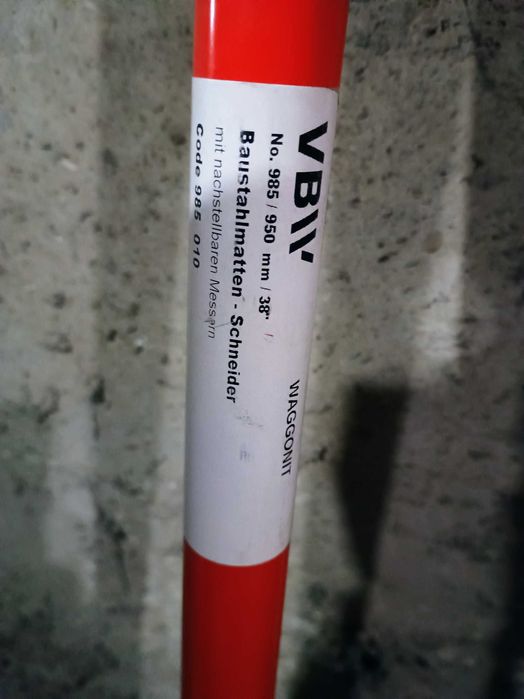 VBW
WAGGONIT
No. 985 / 950 mm / 38"
Baustahlmatten - Schneider
mit nachstellbaren Messern
Code 985 010